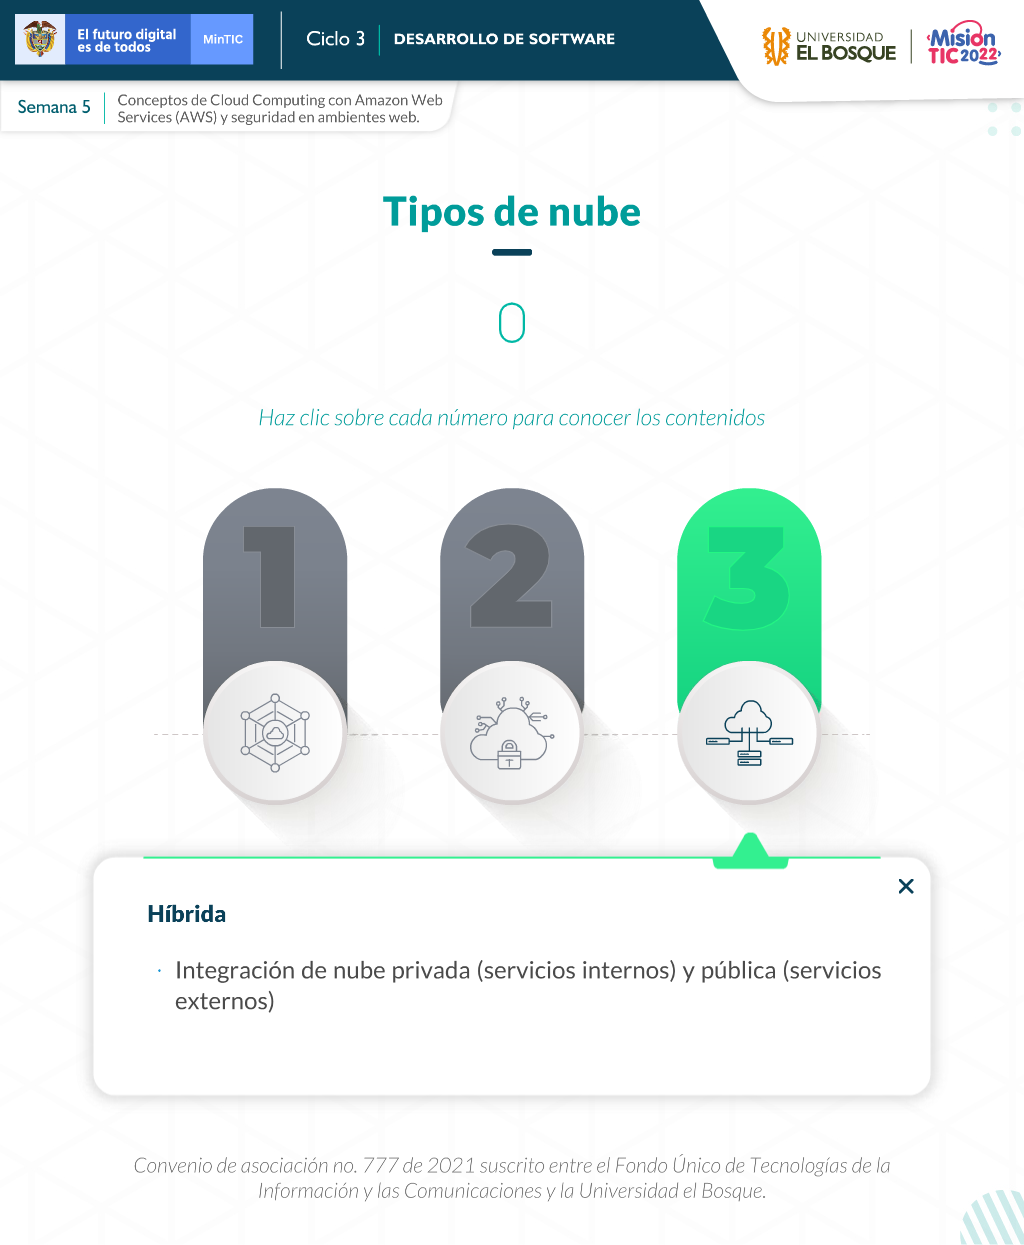 El futuro digital
es de todos
MinTIC
Ciclo 3
DESARROLLO DE SOFTWARE
UNIVERSIDAD
EL BOSQUE
Misión
TIC2022
Semana 5
Conceptos de Cloud Computing con Amazon Web
Services (AWS) y seguridad en ambientes web.
Tipos de nube
Haz clic sobre cada número para conocer los contenidos
1
2
3
Híbrida
· Integración de nube privada (servicios internos) y pública (servicios
externos)
Convenio de asociación no. 777 de 2021 suscrito entre el Fondo Único de Tecnologías de la
Información y las Comunicaciones y la Universidad el Bosque.